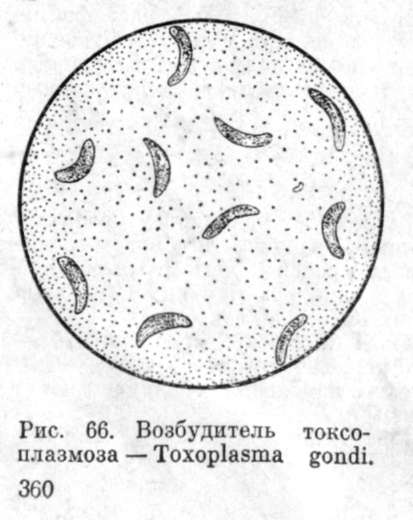 Рис. 66. Возбудитель токсо-
плазмоза — Toxoplasma gondi.
360